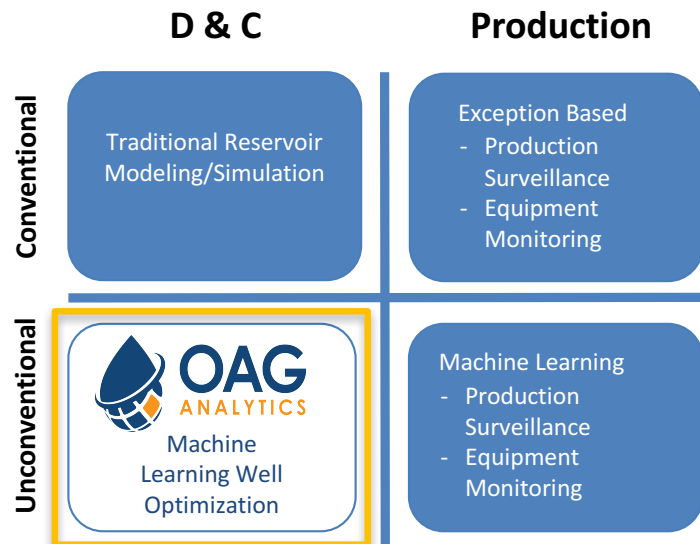 D & C
Production
Conventional
Traditional Reservoir
Modeling/Simulation
Exception Based
- Production
Surveillance
- Equipment
Monitoring
Unconventional
OAG
ANALYTICS
Machine
Learning Well
Optimization
Machine Learning
- Production
Surveillance
- Equipment
Monitoring